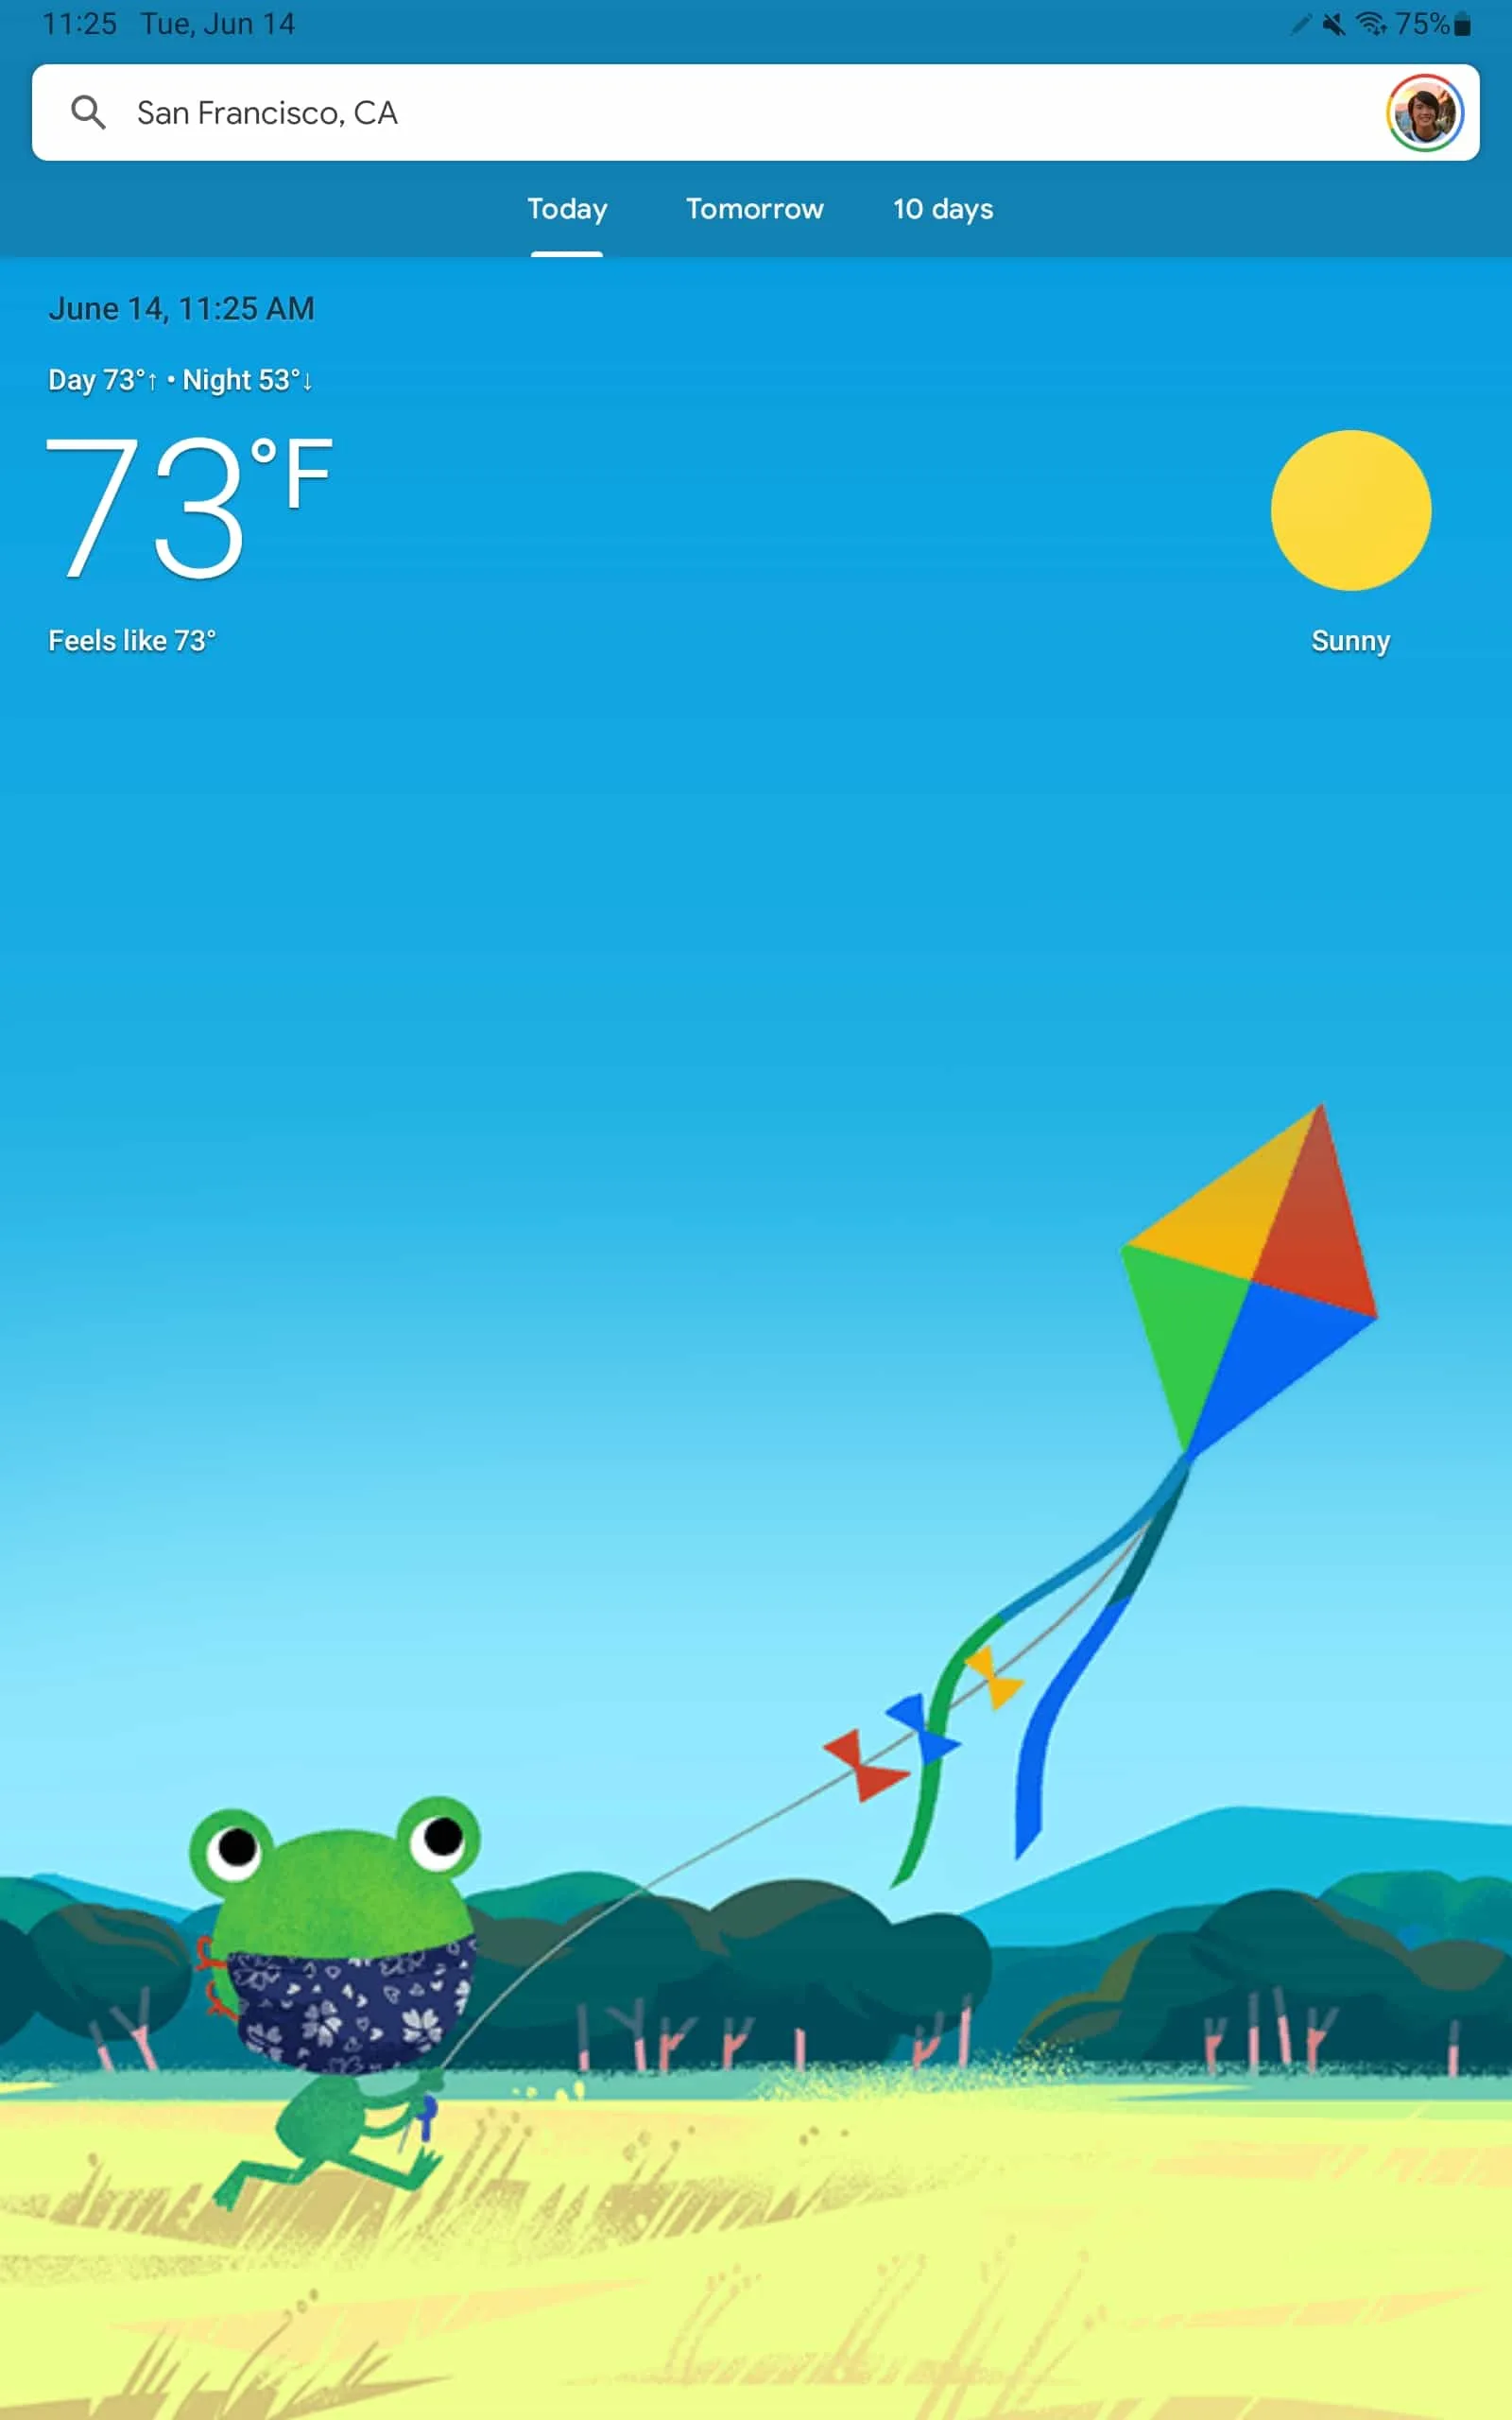 11:25 Tue, Jun 14 75%
San Francisco, CA
Today Tomorrow 10 days
June 14, 11:25 AM
Day 73°↑ • Night 53°↓
73°F
Feels like 73°
Sunny